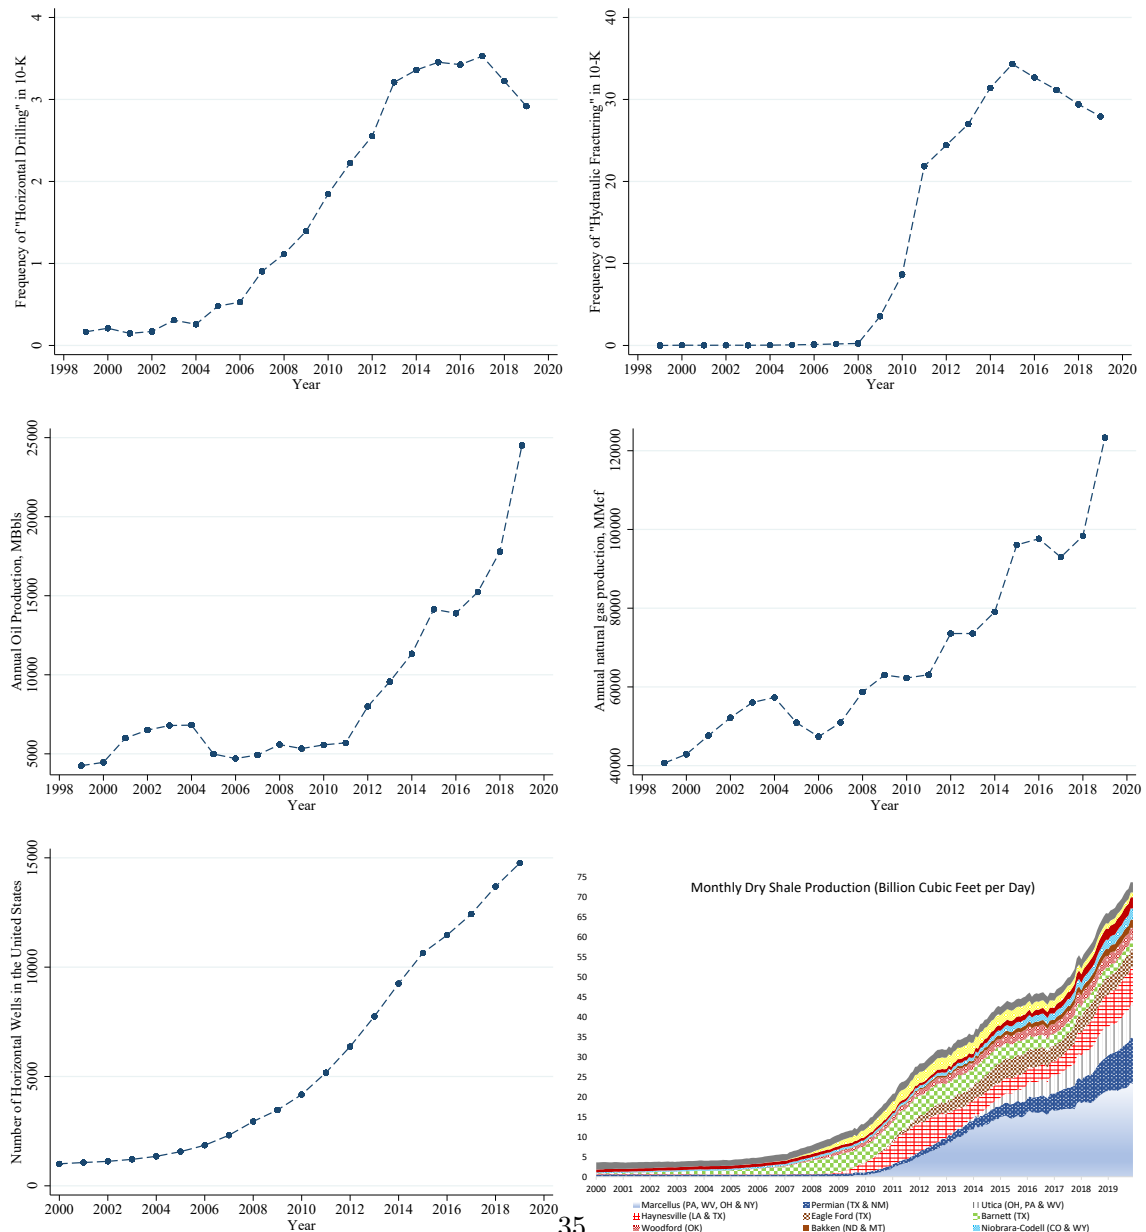 Frequency of "Horizontal Drilling" in 10-K
0 1 2 3 4
1998 2000 2002 2004 2006 2008 2010 2012 2014 2016 2018 2020
Year
Frequency of "Hydraulic Fracturing" in 10-K
0 10 20 30 40
1998 2000 2002 2004 2006 2008 2010 2012 2014 2016 2018 2020
Year
Annual Oil Production, MBbls
5000 10000 15000 20000 25000
1998 2000 2002 2004 2006 2008 2010 2012 2014 2016 2018 2020
Year
Annual natural gas production, MMcf
40000 60000 80000 100000 120000
1998 2000 2002 2004 2006 2008 2010 2012 2014 2016 2018 2020
Year
Number of Horizontal Wells in the United States
0 5000 10000 15000
2000 2002 2004 2006 2008 2010 2012 2014 2016 2018 2020
Year
Monthly Dry Shale Production (Billion Cubic Feet per Day)
75
70
65
60
55
50
45
40
35
30
25
20
15
10
5
0
2000 2001 2002 2003 2004 2005 2006 2007 2008 2009 2010 2011 2012 2013 2014 2015 2016 2017 2018 2019
Marcellus (PA, WV, OH & NY) Permian (TX & NM) Utica (OH, PA & WV)
Haynesville (LA & TX) Eagle Ford (TX) Barnett (TX)
Woodford (OK) Bakken (ND & MT) Niobrara-Codell (CO & WY)
35